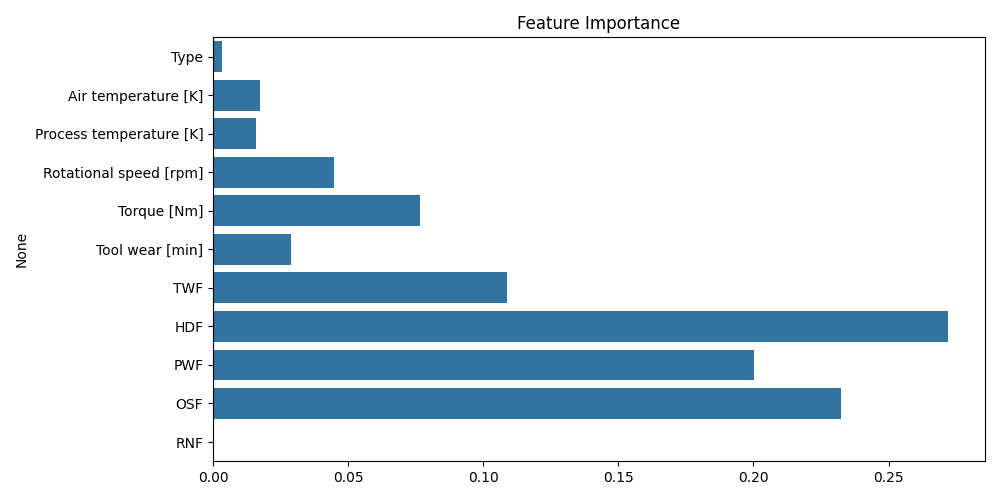 Feature Importance
None
Type
Air temperature [K]
Process temperature [K]
Rotational speed [rpm]
Torque [Nm]
Tool wear [min]
TWF
HDF
PWF
OSF
RNF
0.00 0.05 0.10 0.15 0.20 0.25